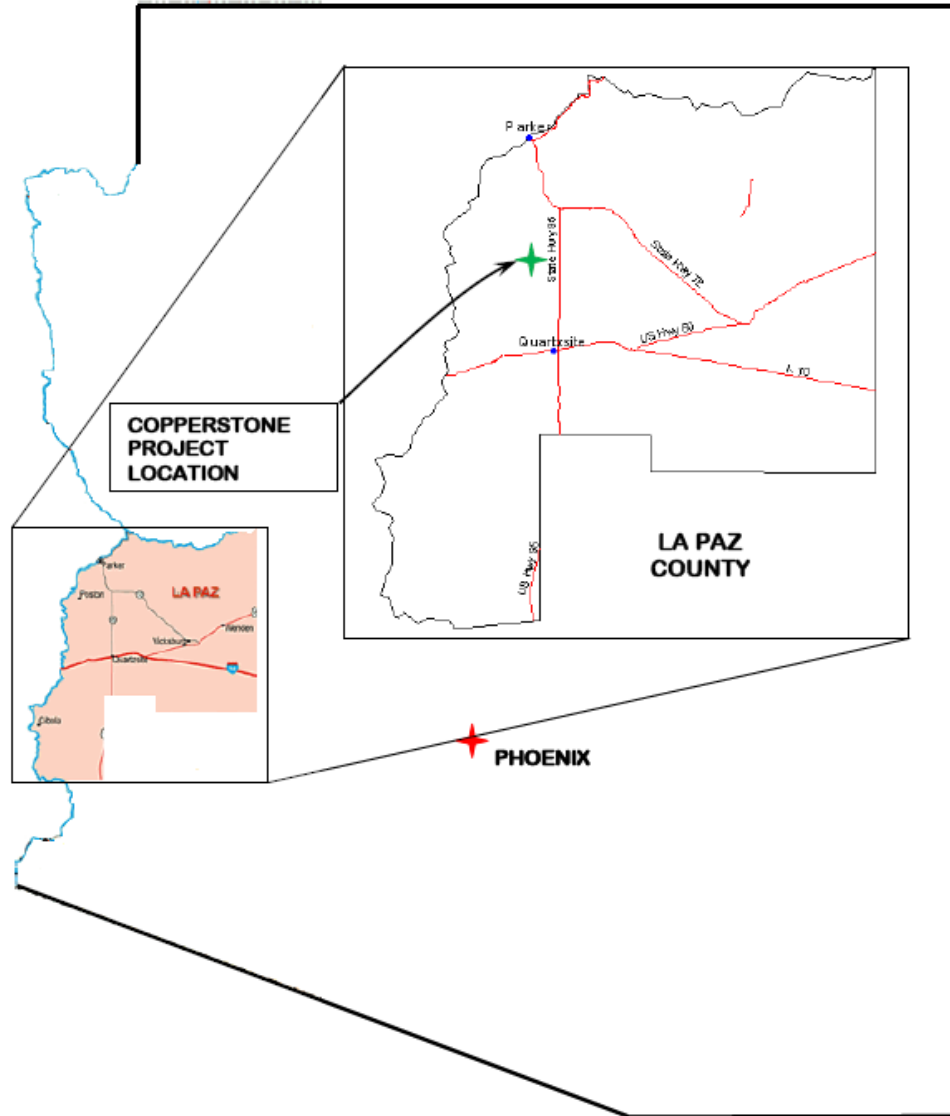 Parker
State Hwy 95
State Hwy 72
US Hwy 60
Quartzsite
I- 10
COPPERSTONE
PROJECT
LOCATION
LA PAZ
COUNTY
US Hwy 95
Parker
Poston
LA PAZ
Wenden
Vicksburg
Quartzsite
Cibola
PHOENIX